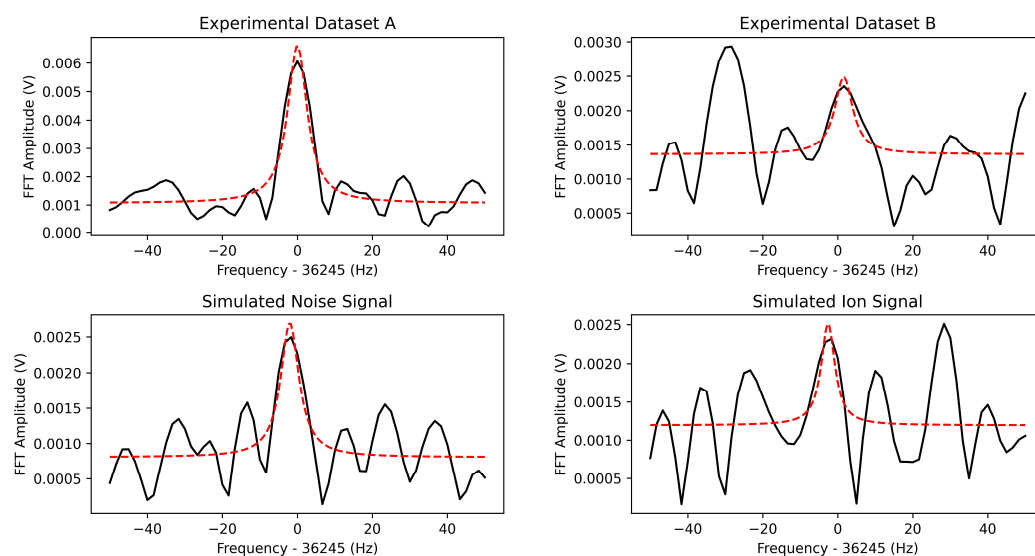 Experimental Dataset A
FFT Amplitude (V)
0.006
0.005
0.004
0.003
0.002
0.001
0.000
−40 −20 0 20 40
Frequency - 36245 (Hz)
Experimental Dataset B
FFT Amplitude (V)
0.0030
0.0025
0.0020
0.0015
0.0010
0.0005
−40 −20 0 20 40
Frequency - 36245 (Hz)
Simulated Noise Signal
FFT Amplitude (V)
0.0025
0.0020
0.0015
0.0010
0.0005
−40 −20 0 20 40
Frequency - 36245 (Hz)
Simulated Ion Signal
FFT Amplitude (V)
0.0025
0.0020
0.0015
0.0010
0.0005
−40 −20 0 20 40
Frequency - 36245 (Hz)